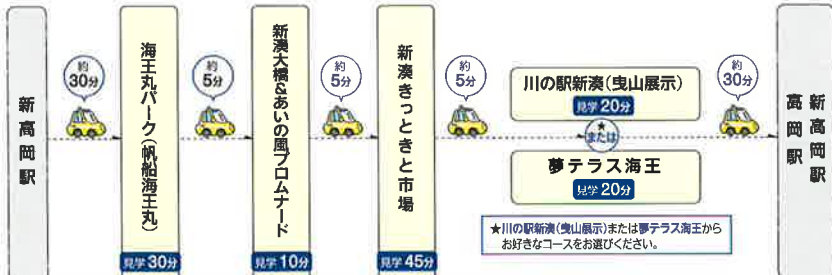 新高岡駅
約
30分
海王丸パーク(帆船海王丸)
見学30分
約
5分
新湊大橋&あいの風プロムナード
見学10分
約
5分
新湊きっときと市場
見学45分
約
5分
川の駅新湊(曳山展示)
見学20分
★
または
夢テラス海王
見学20分
★川の駅新湊(曳山展示)または夢テラス海王から
お好きなコースをお選びください。
約
30分
新高岡駅
高岡駅